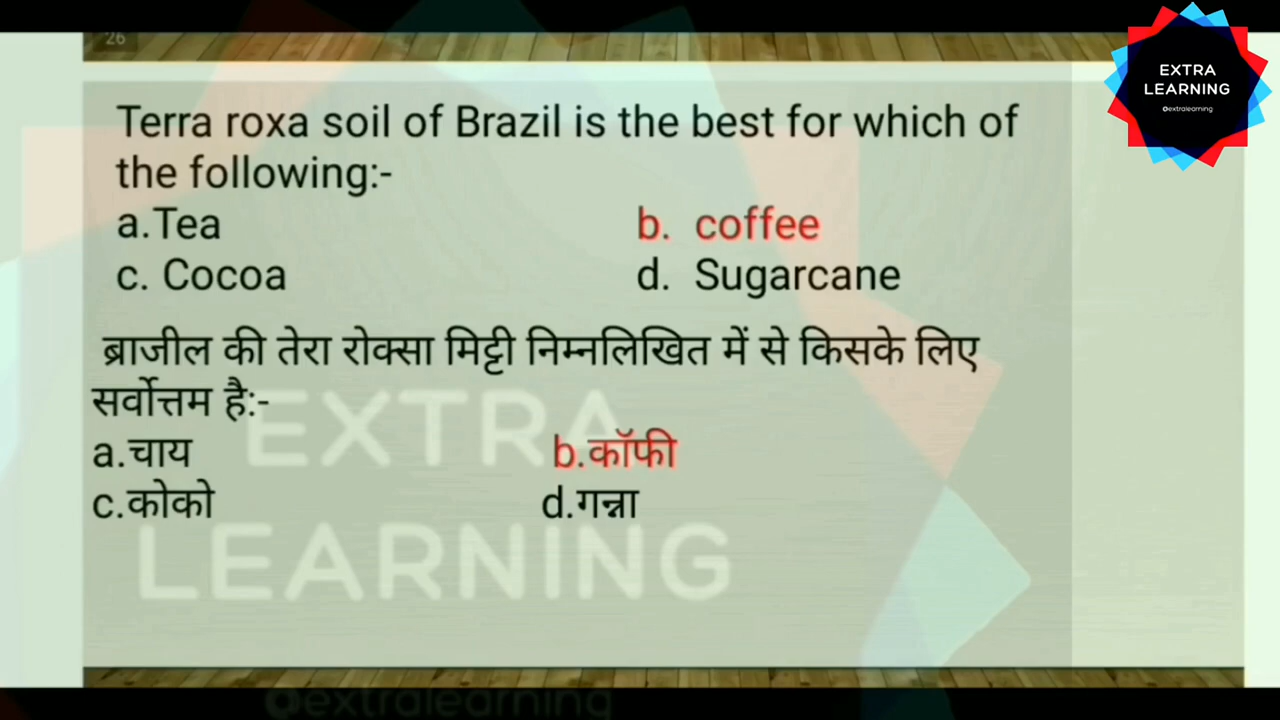 26
EXTRA
LEARNING
@extralearning
Terra roxa soil of Brazil is the best for which of
the following:-
a.Tea b. coffee
c. Cocoa d. Sugarcane
ब्राजील की तेरा रोक्सा मिट्टी निम्नलिखित में से किसके लिए
सर्वोत्तम है:-
a.चाय b.कॉफी
c.कोको d.गन्ना
EXTRA
LEARNING
@extralearning